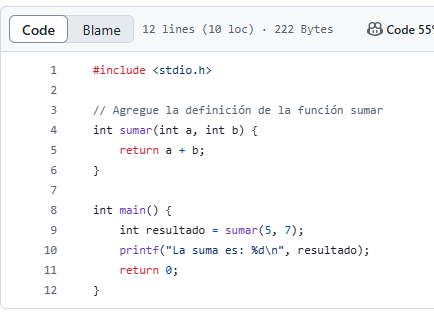 Code Blame 12 lines (10 loc) · 222 Bytes Code 55%
1 #include <stdio.h>
2
3 // Agregue la definición de la función sumar
4 int sumar(int a, int b) {
5 return a + b;
6 }
7
8 int main() {
9 int resultado = sumar(5, 7);
10 printf("La suma es: %d\n", resultado);
11 return 0;
12 }